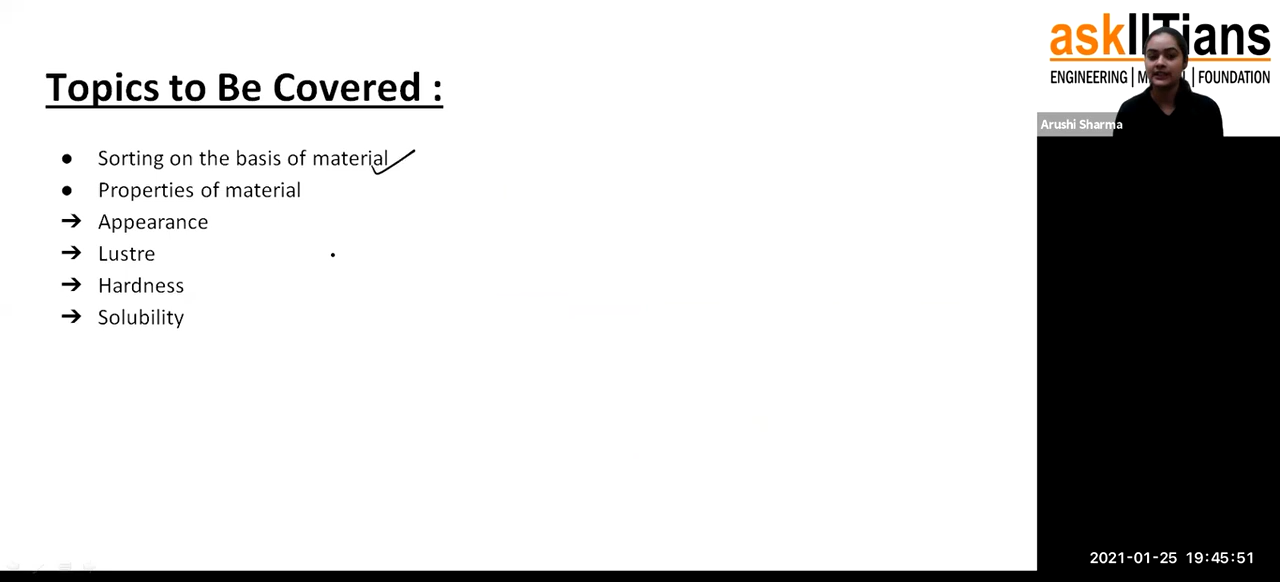 Topics to Be Covered :
● Sorting on the basis of material
● Properties of material
➔ Appearance
➔ Lustre
➔ Hardness
➔ Solubility
askIITians
ENGINEERING | M | FOUNDATION
Arushi Sharma
2021-01-25 19:45:51